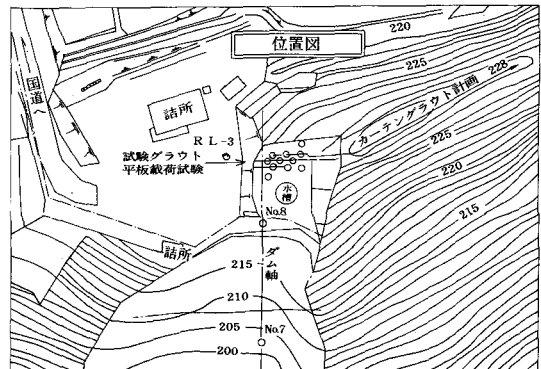 位置図
220
225
国道へ
詰所
カーテングラウト計画
228
RL-3
試験グラウト
平板載荷試験
225
220
水槽
215
No.8
詰所
ダム軸
215
210
205
No.7
200